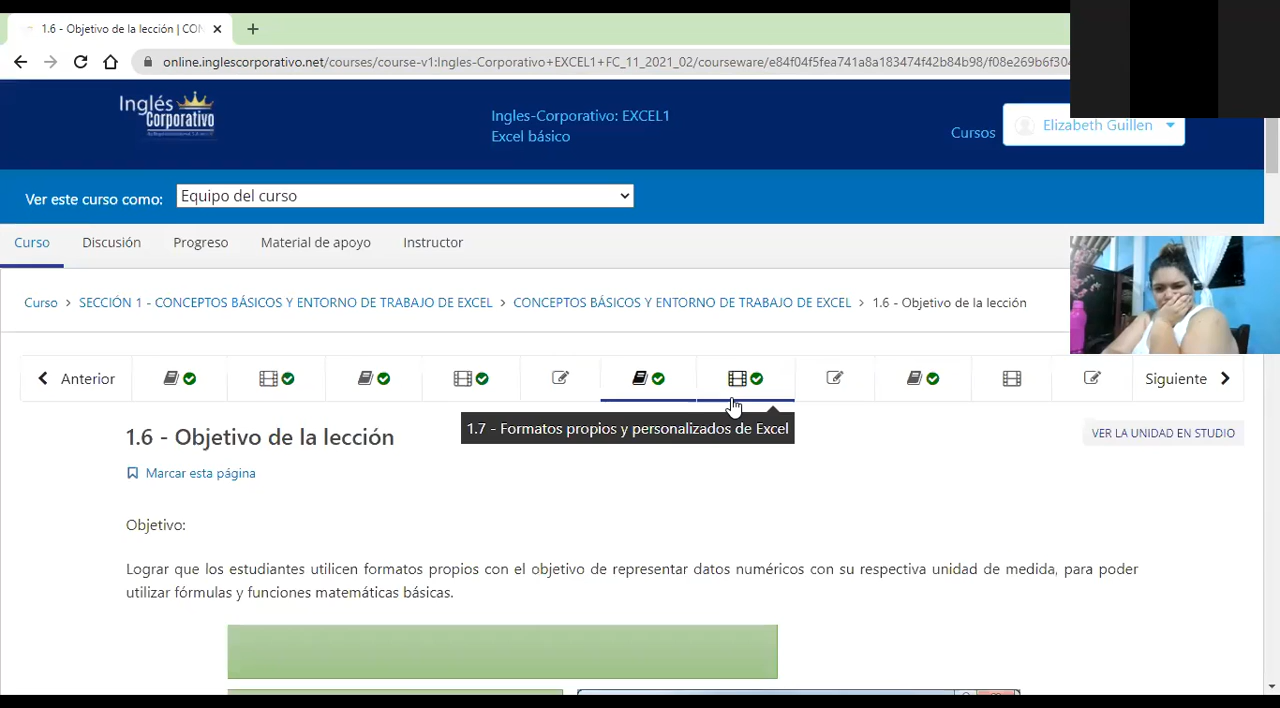 1.6 - Objetivo de la lección | CON
online.inglescorporativo.net/courses/course-v1:Ingles-Corporativo+EXCEL1+FC_11_2021_02/courseware/e84f04f5fea741a8a183474f42b84b98/f08e269b6f304
Inglés
Corporativo
Ingles-Corporativo: EXCEL1
Excel básico
Cursos
Elizabeth Guillen
Ver este curso como:
Equipo del curso
Curso
Discusión
Progreso
Material de apoyo
Instructor
Curso > SECCIÓN 1 - CONCEPTOS BÁSICOS Y ENTORNO DE TRABAJO DE EXCEL > CONCEPTOS BÁSICOS Y ENTORNO DE TRABAJO DE EXCEL > 1.6 - Objetivo de la lección
Anterior
Siguiente
1.7 - Formatos propios y personalizados de Excel
1.6 - Objetivo de la lección
VER LA UNIDAD EN STUDIO
Marcar esta página
Objetivo:
Lograr que los estudiantes utilicen formatos propios con el objetivo de representar datos numéricos con su respectiva unidad de medida, para poder
utilizar fórmulas y funciones matemáticas básicas.